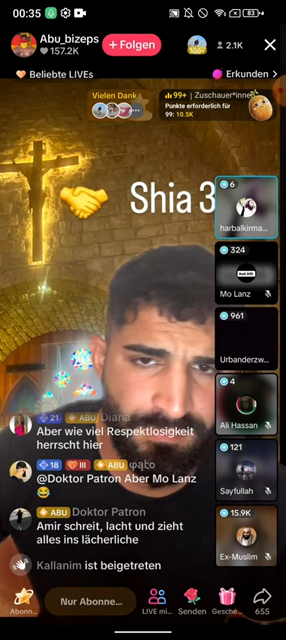 00:35
83
Abu_bizeps
157.2K
+ Folgen
2.1K
Beliebte LIVEs
Erkunden >
Vielen Dank
99+ | Zuschauer*innen
Punkte erforderlich für
99: 10.5K
Shia 3
6
harbalkirma...
324
Mo Lanz
961
Urbanderzw...
4
Ali Hassan
121
Sayfullah
15.9K
Ex-Muslim
21 ABU Diana
Aber wie viel Respektlosigkeit
herrscht hier
18 III ABU φąţo
@Doktor Patron Aber Mo Lanz
😂
ABU Doktor Patron
Amir schreit, lacht und zieht
alles ins lächerliche
Kallanim ist beigetreten
Abonn...
Nur Abonne...
LIVE mi...
Senden
Gesche...
655